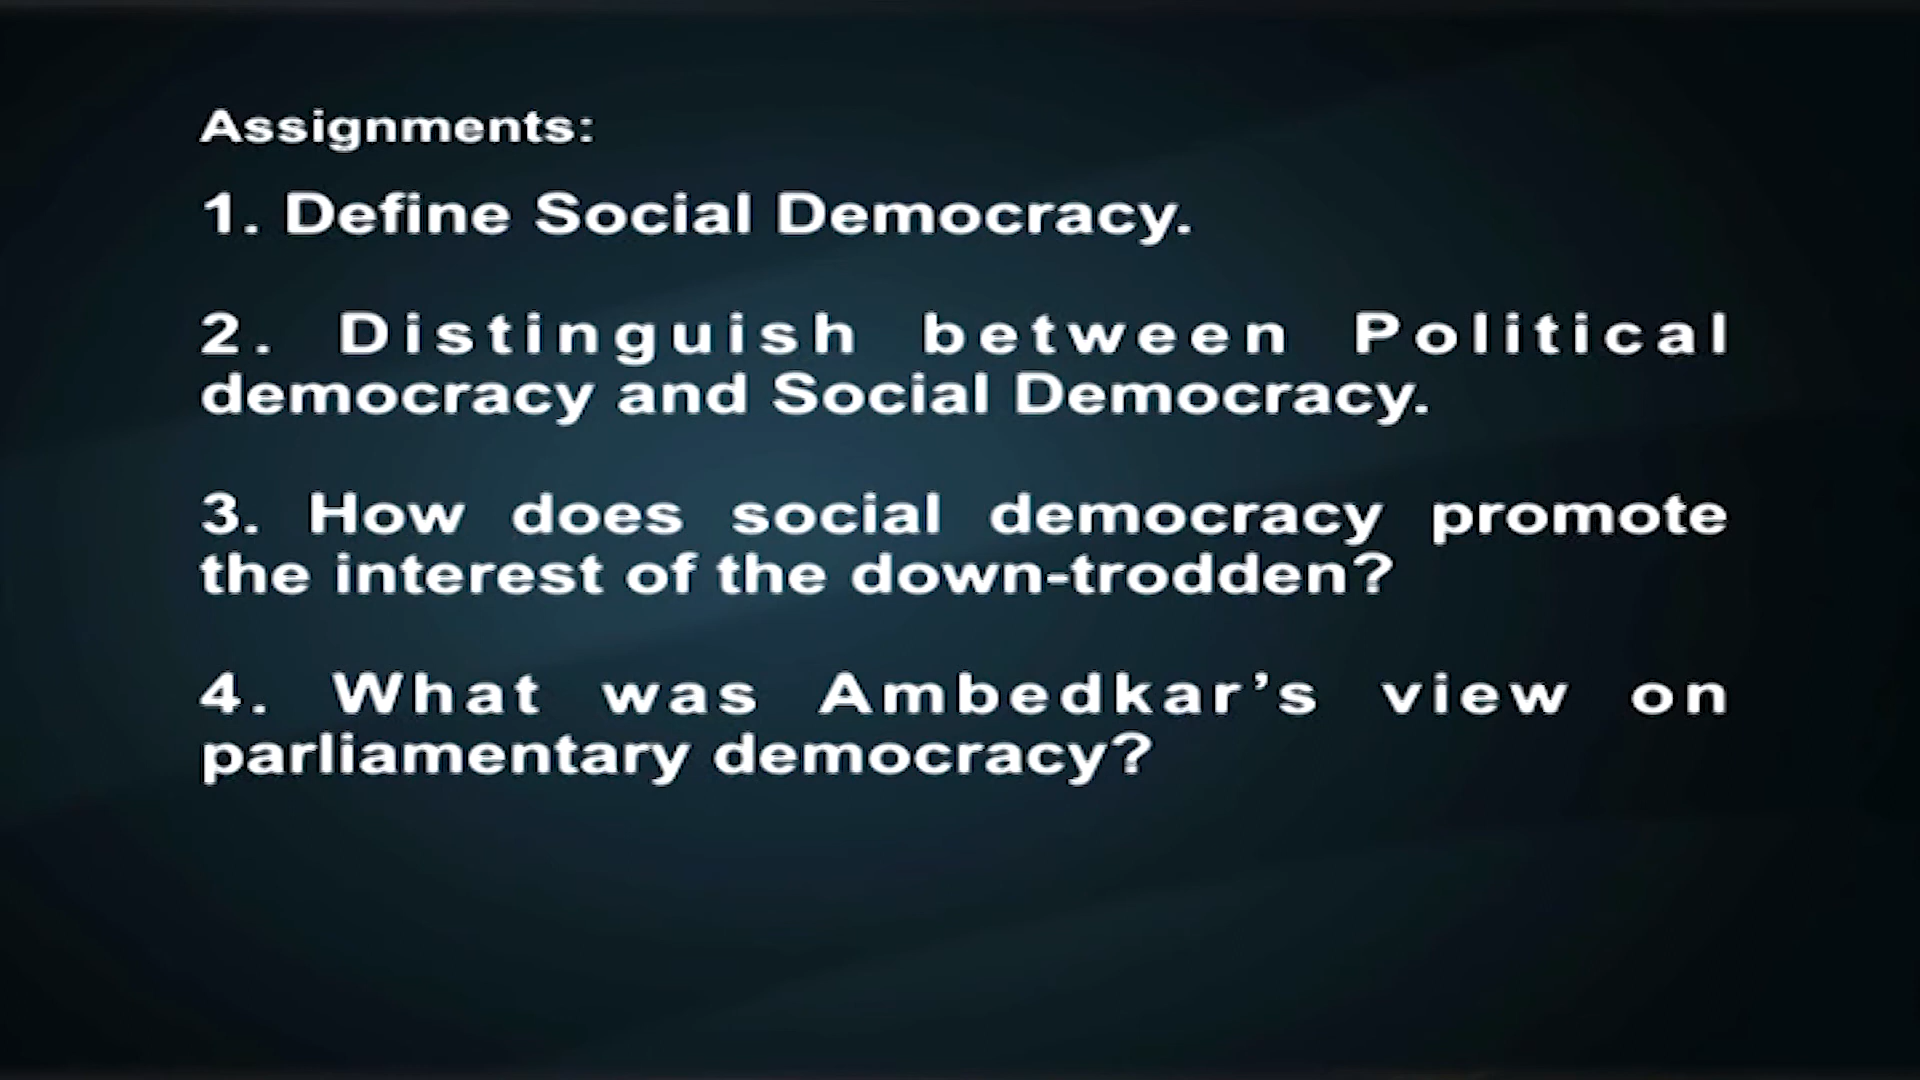 Assignments:
1. Define Social Democracy.
2. Distinguish between Political
democracy and Social Democracy.
3. How does social democracy promote
the interest of the down-trodden?
4. What was Ambedkar’s view on
parliamentary democracy?